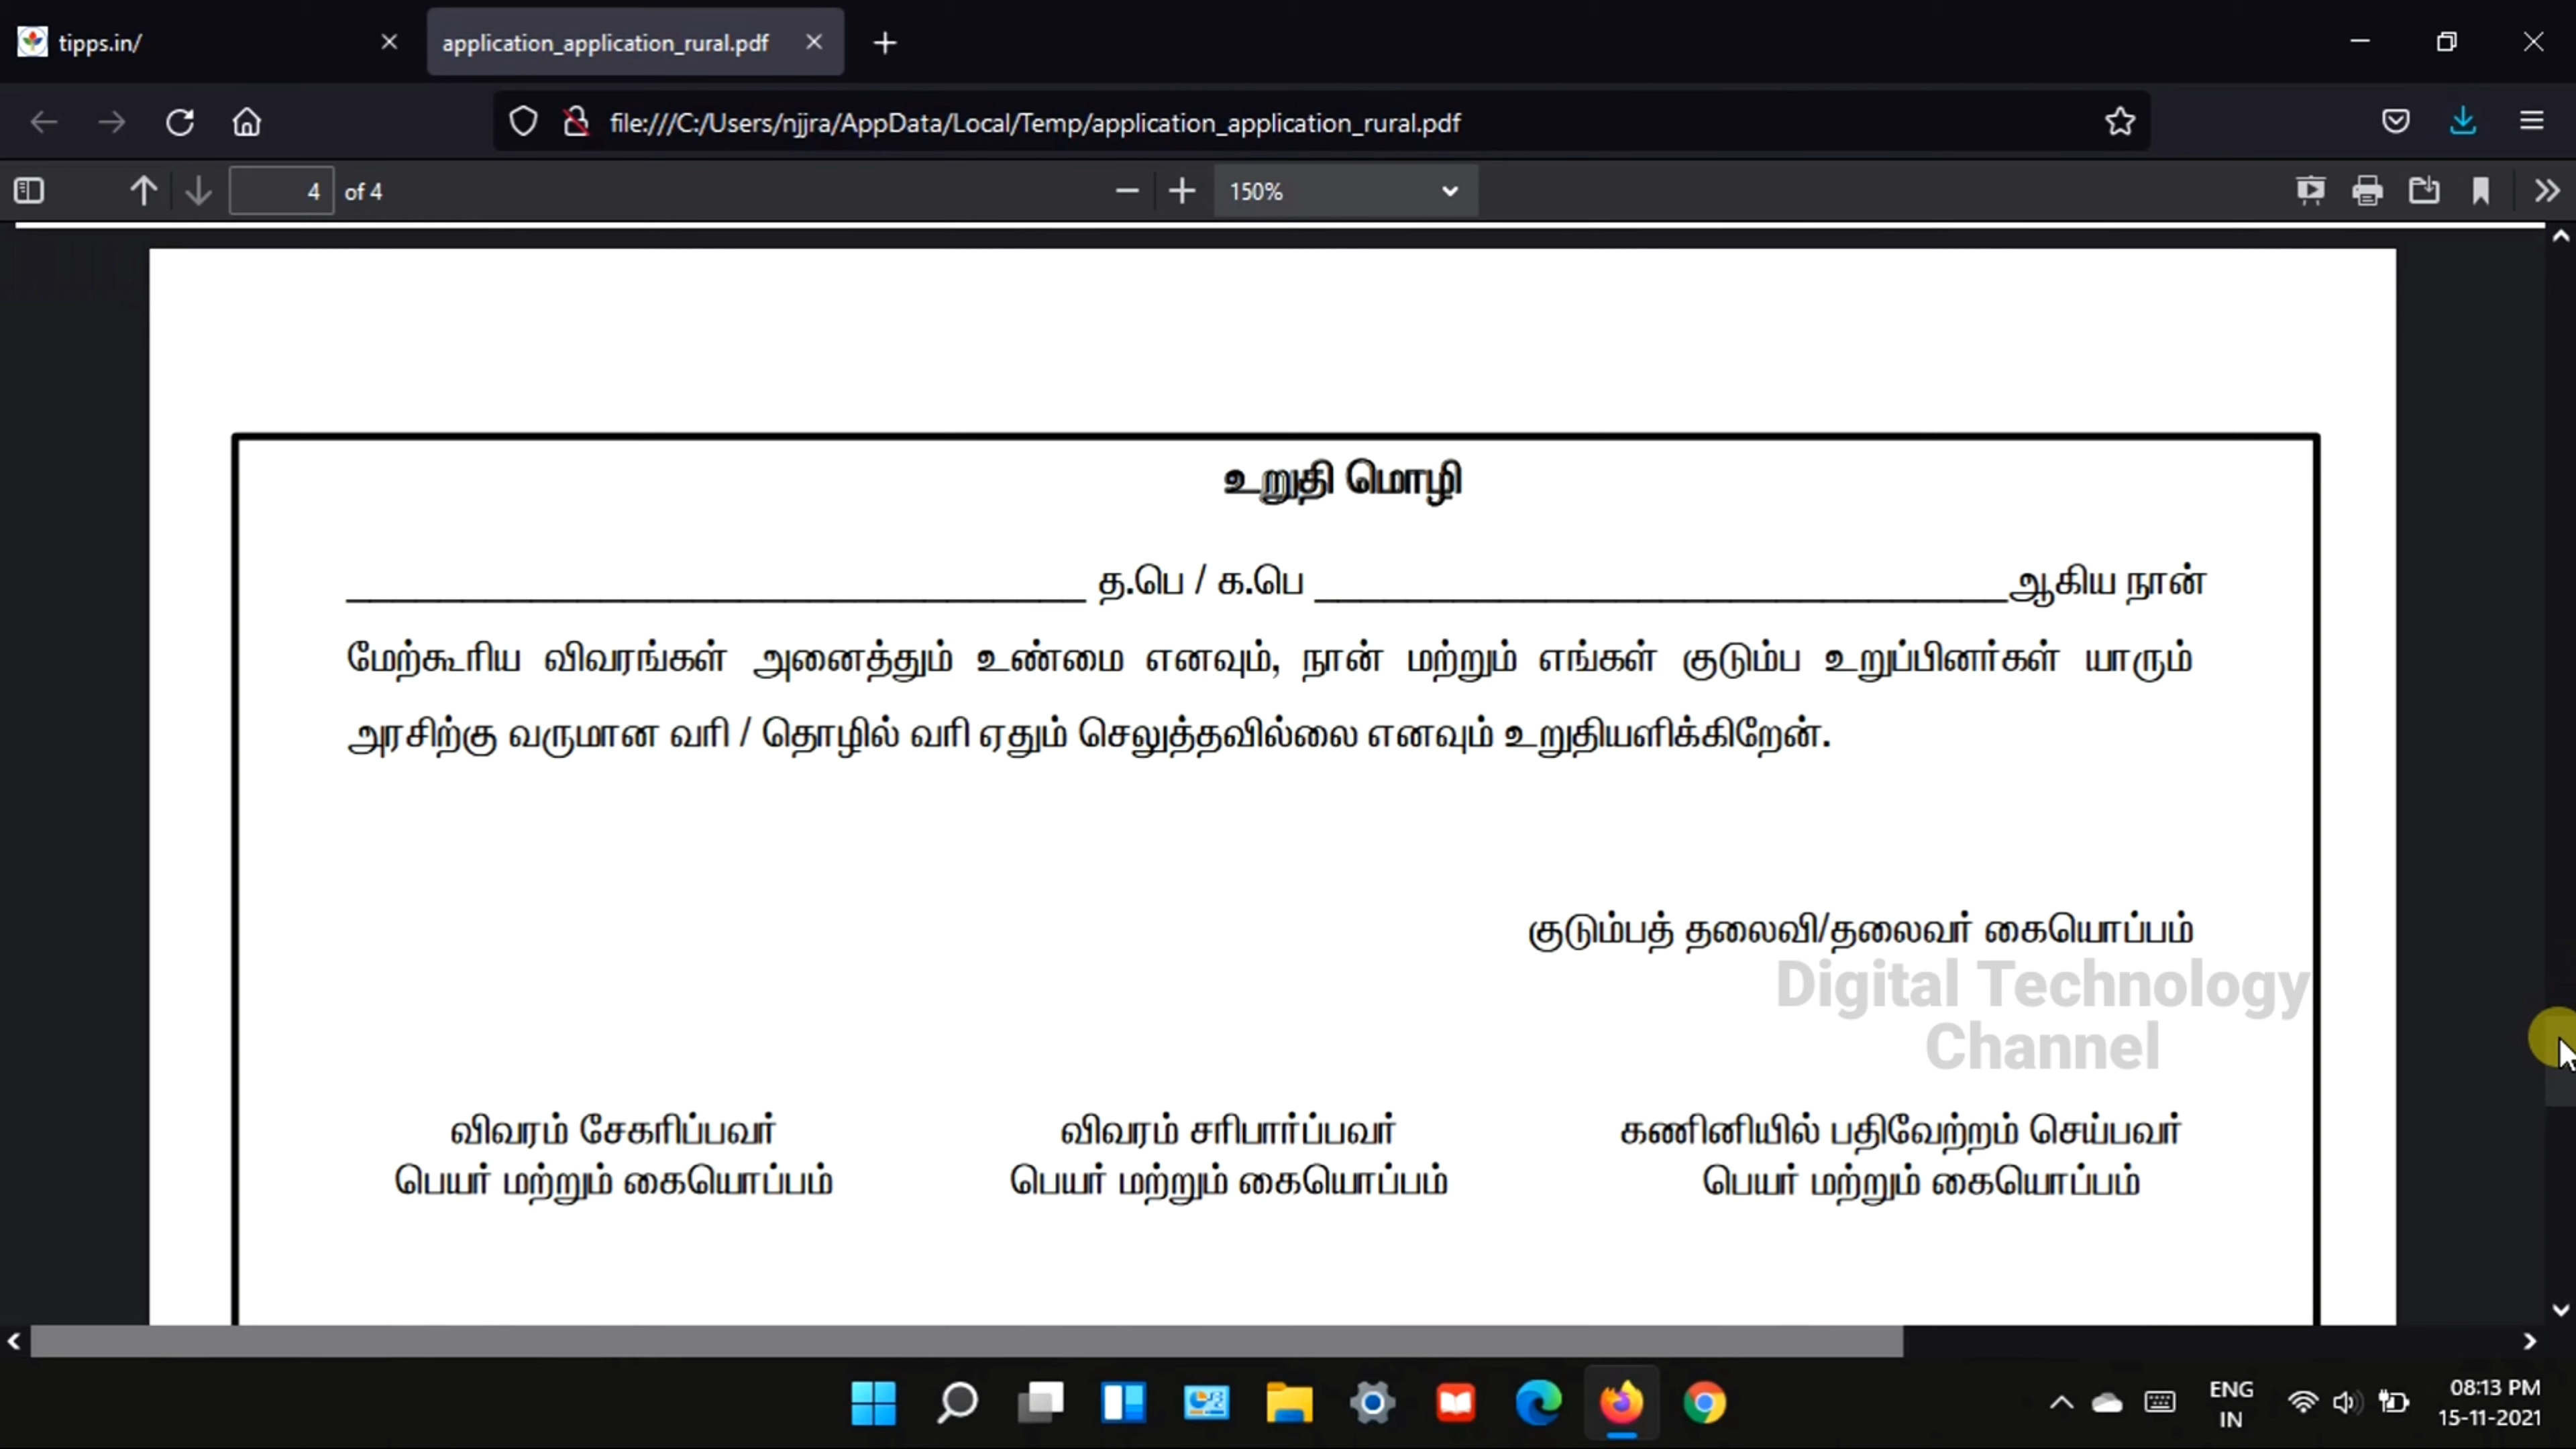 tipps.in/
application_application_rural.pdf
file:///C:/Users/njjra/AppData/Local/Temp/application_application_rural.pdf
4 of 4
150%
உறுதி மொழி
________________________________ த.பெ / க.பெ ______________________________ஆகிய நான்
மேற்கூரிய விவரங்கள் அனைத்தும் உண்மை எனவும், நான் மற்றும் எங்கள் குடும்ப உறுப்பினர்கள் யாரும்
அரசிற்கு வருமான வரி / தொழில் வரி ஏதும் செலுத்தவில்லை எனவும் உறுதியளிக்கிறேன்.
குடும்பத் தலைவி/தலைவர் கையொப்பம்
Digital Technology
Channel
விவரம் சேகரிப்பவர்
பெயர் மற்றும் கையொப்பம்
விவரம் சரிபார்ப்பவர்
பெயர் மற்றும் கையொப்பம்
கணினியில் பதிவேற்றம் செய்பவர்
பெயர் மற்றும் கையொப்பம்
ENG
IN
08:13 PM
15-11-2021